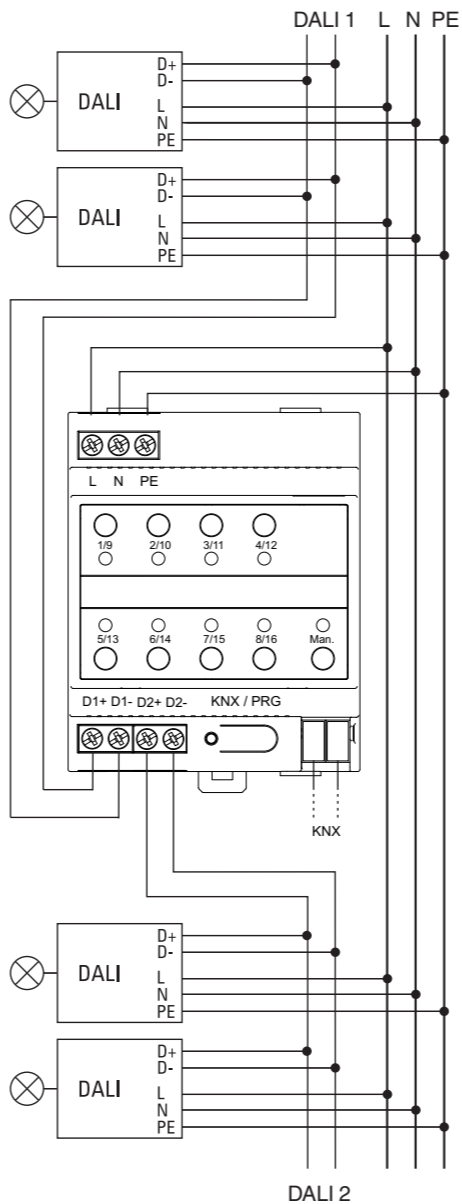 DALI 1 L N PE
D+
D-
DALI
L
N
PE
D+
D-
DALI
L
N
PE
L N PE
1/9 2/10 3/11 4/12
5/13 6/14 7/15 8/16 Man.
D1+ D1- D2+ D2- KNX / PRG
KNX
D+
D-
DALI
L
N
PE
D+
D-
DALI
L
N
PE
DALI 2